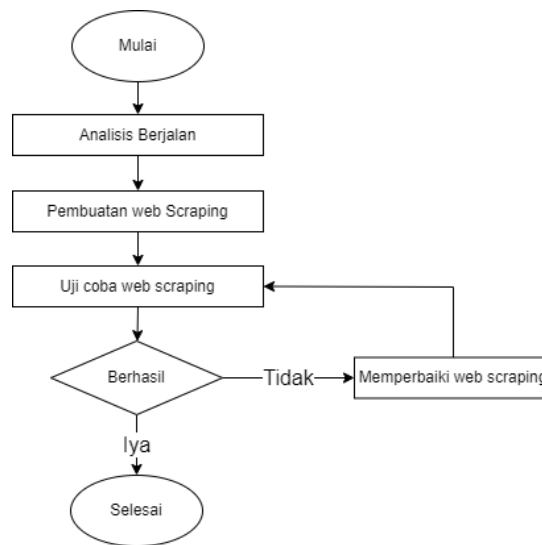 Mulai
Analisis Berjalan
Pembuatan web Scraping
Uji coba web scraping
Berhasil
Tidak
Memperbaiki web scraping
Iya
Selesai